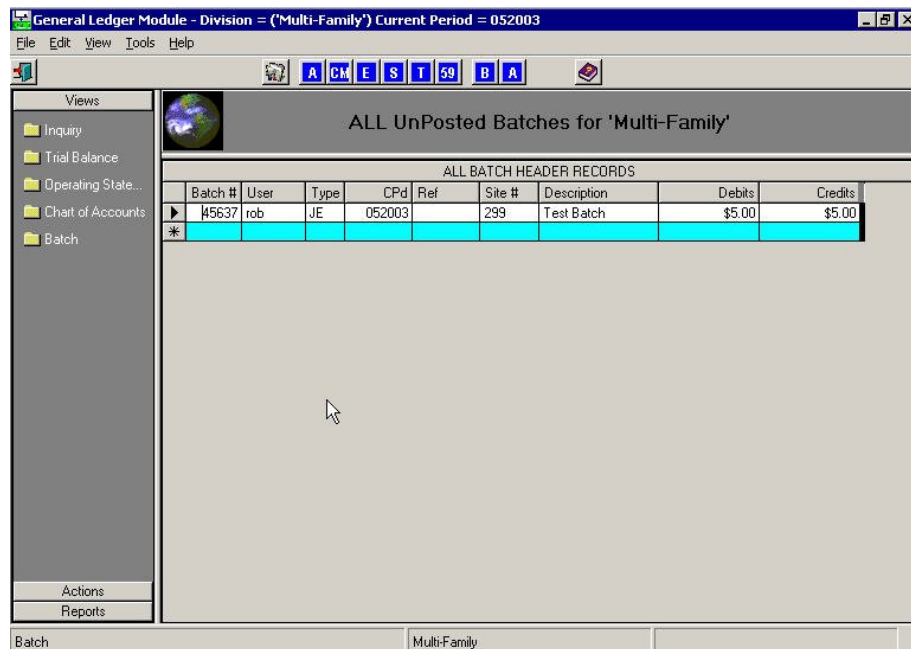 General Ledger Module - Division = ('Multi-Family') Current Period = 052003
File Edit View Tools Help
A CM E S T 59 B A
Views
Inquiry
Trial Balance
Operating State...
Chart of Accounts
Batch
ALL UnPosted Batches for 'Multi-Family'
ALL BATCH HEADER RECORDS
Batch # User Type CPd Ref Site # Description Debits Credits
45637 rob JE 052003 299 Test Batch $5.00 $5.00
Actions
Reports
Batch Multi-Family